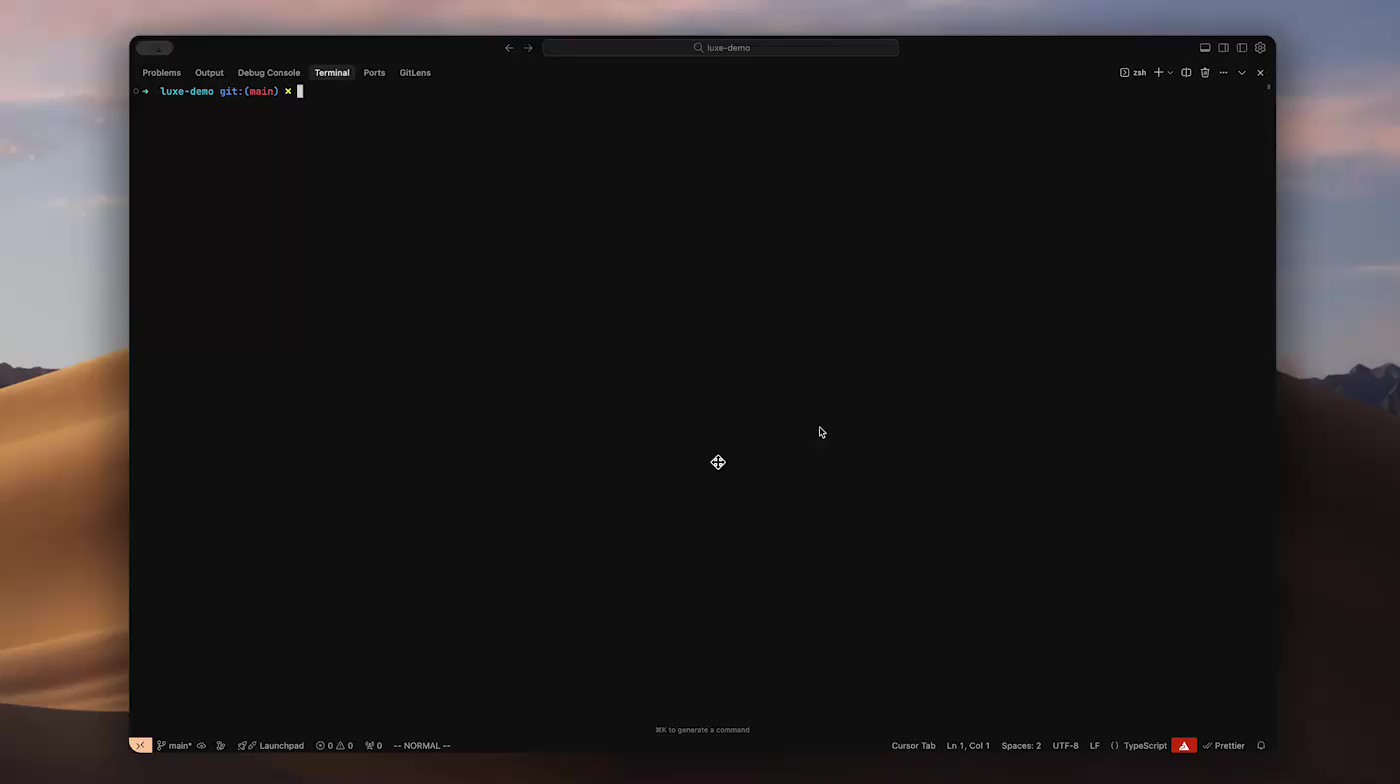 luxe-demo
Problems Output Debug Console Terminal Ports GitLens zsh
➜ luxe-demo git:(main) ✗
⌘K to generate a command
main* Launchpad 0 0 0 -- NORMAL -- Cursor Tab Ln 1, Col 1 Spaces: 2 UTF-8 LF {} TypeScript Prettier